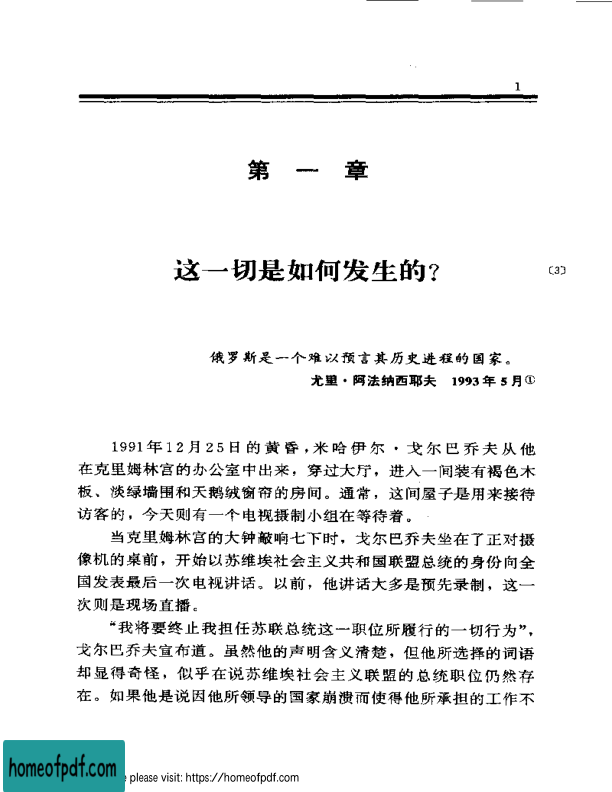 1
第 一 章
这一切是如何发生的?
〔3〕
俄罗斯是一个难以预言其历史进程的国家。
尤里·阿法纳西耶夫 1993年5月①
1991年12月25日的黄昏,米哈伊尔·戈尔巴乔夫从他
在克里姆林宫的办公室中出来,穿过大厅,进入一间装有褐色木
板、淡绿墙围和天鹅绒窗帘的房间。通常,这间屋子是用来接待
访客的,今天则有一个电视摄制小组在等待着。
当克里姆林宫的大钟敲响七下时,戈尔巴乔夫坐在了正对摄
像机的桌前,开始以苏维埃社会主义共和国联盟总统的身份向全
国发表最后一次电视讲话。以前,他讲话大多是预先录制,这一
次则是现场直播。
“我将要终止我担任苏联总统这一职位所履行的一切行为”,
戈尔巴乔夫宣布道。虽然他的声明含义清楚,但他所选择的词语
却显得奇怪,似乎在说苏维埃社会主义联盟的总统职位仍然存
在。如果他是说因他所领导的国家崩溃而使得他所承担的工作不
homeofpdf.com
please visit: https://homeofpdf.com